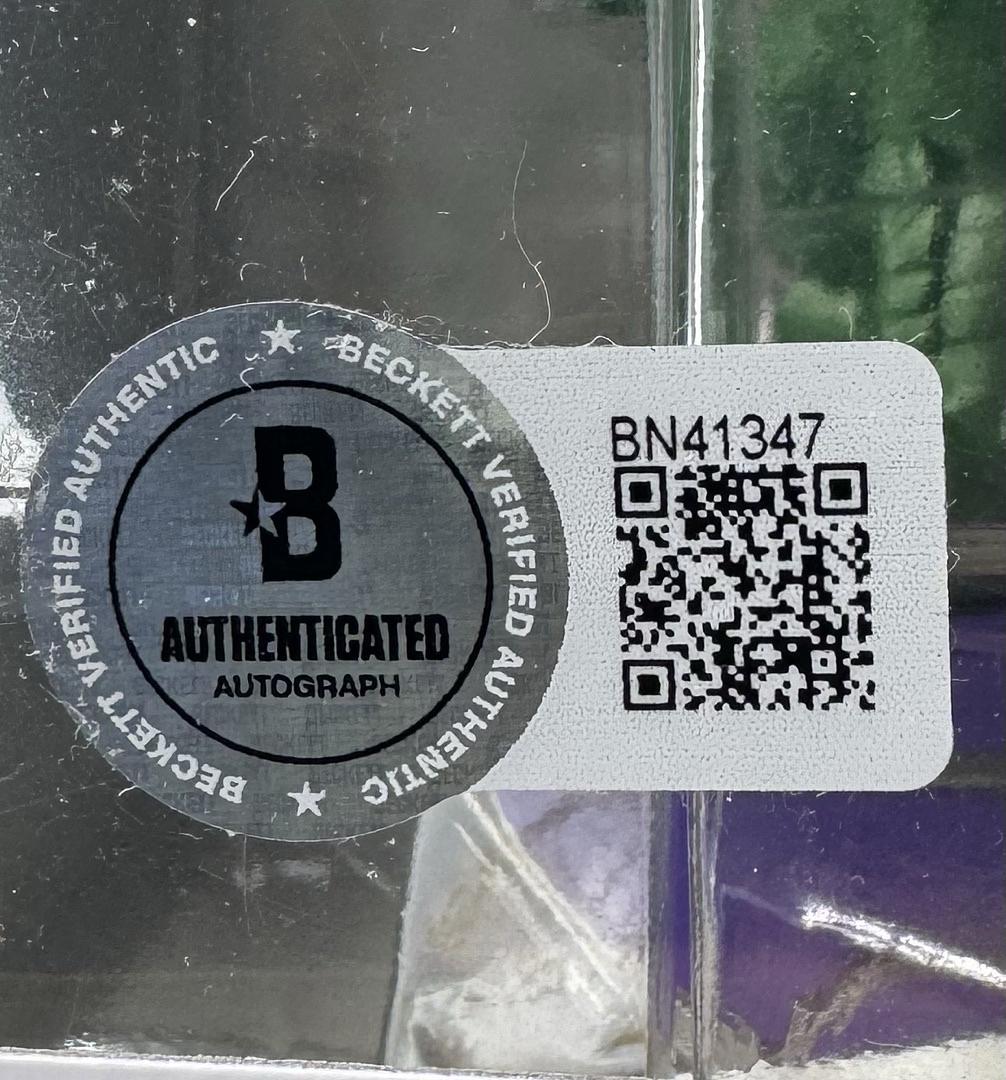 ★ BECKETT VERIFIED AUTHENTIC
★ BECKETT VERIFIED AUTHENTIC
B
AUTHENTICATED
AUTOGRAPH
BN41347